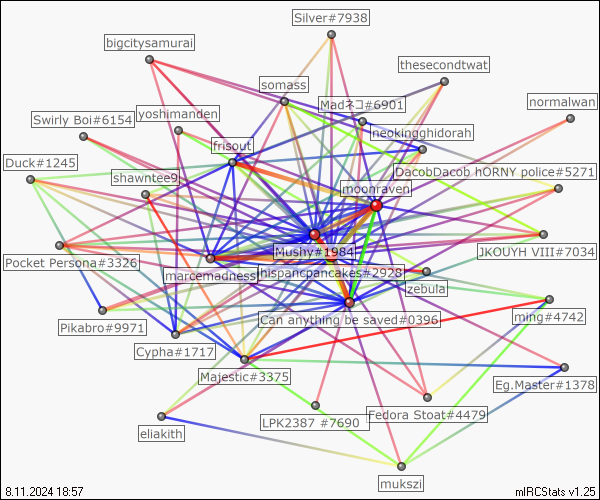 Silver#7938
bigcitysamurai
thesecondtwat
somass
Madネコ#6901
normalwan
yoshimanden
Swirly Boi#6154
neokingghidorah
frisout
Duck#1245
DacobDacob hORNY police#5271
shawntee9
moonraven
Mushy#1984
JKOUYH VIII#7034
Pocket Persona#3326
marcemadness
hispancpancakes#2928
zebula
Can anything be saved#0396
ming#4742
Pikabro#9971
Cypha#1717
Majestic#3375
Eg.Master#1378
LPK2387 #7690
Fedora Stoat#4479
eliakith
mukszi
8.11.2024 18:57
mIRCStats v1.25